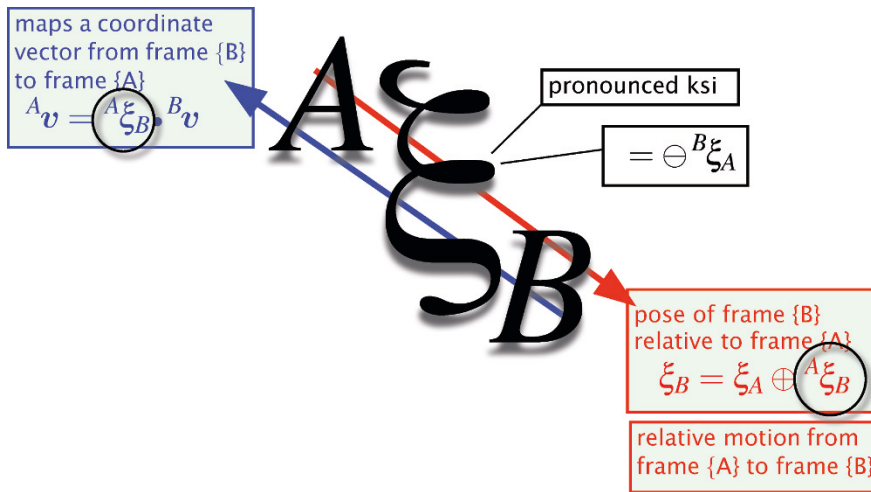 maps a coordinate
vector from frame {B}
to frame {A}
ᴬv = ᴬξ_B · ᴮv
AξB
pronounced ksi
= ⊖ ᴮξ_A
pose of frame {B}
relative to frame {A}
ξ_B = ξ_A ⊕ ᴬξ_B
relative motion from
frame {A} to frame {B}